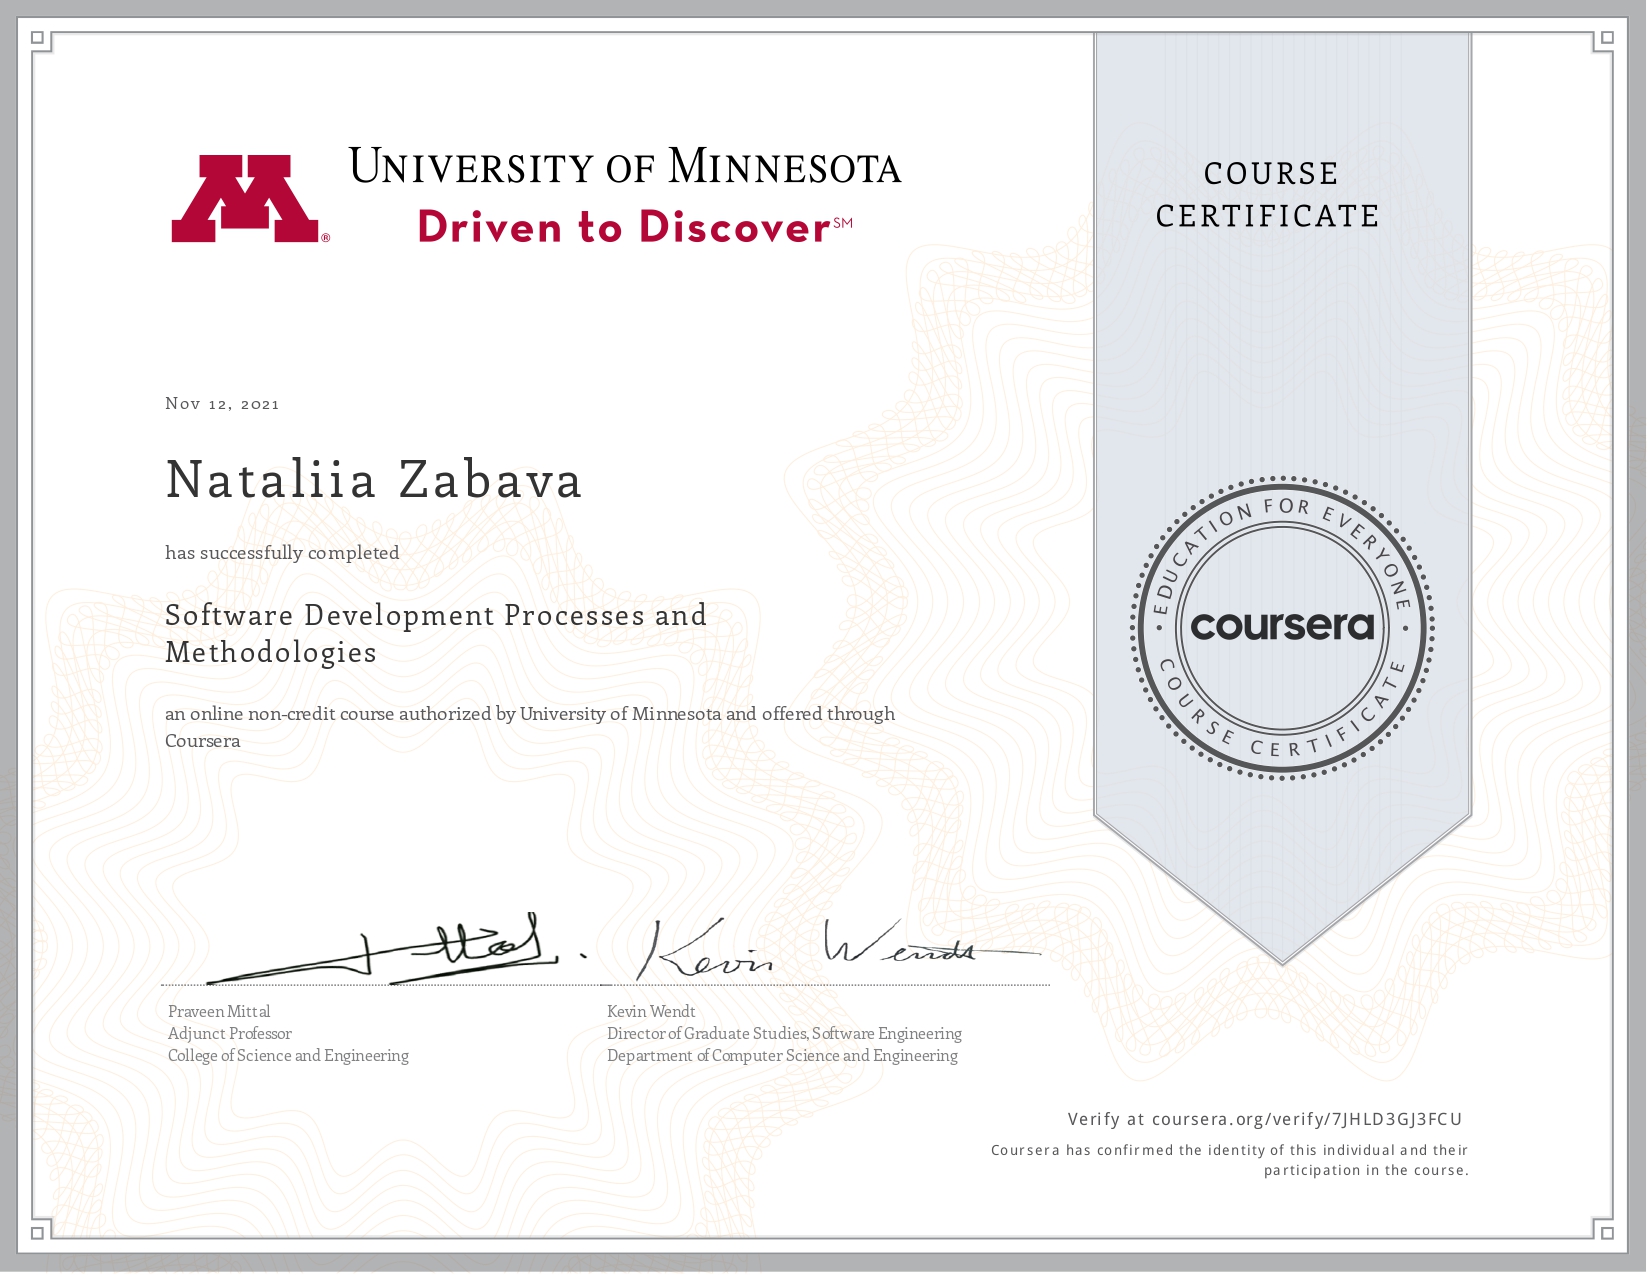 UNIVERSITY OF MINNESOTA
Driven to Discover℠
®
COURSE
CERTIFICATE
Nov 12, 2021
Nataliia Zabava
has successfully completed
Software Development Processes and
Methodologies
an online non-credit course authorized by University of Minnesota and offered through
Coursera
EDUCATION FOR EVERYONE
coursera
COURSE CERTIFICATE
Kevin Wendt
Praveen Mittal
Adjunct Professor
College of Science and Engineering
Kevin Wendt
Director of Graduate Studies, Software Engineering
Department of Computer Science and Engineering
Verify at coursera.org/verify/7JHLD3GJ3FCU
Coursera has confirmed the identity of this individual and their
participation in the course.